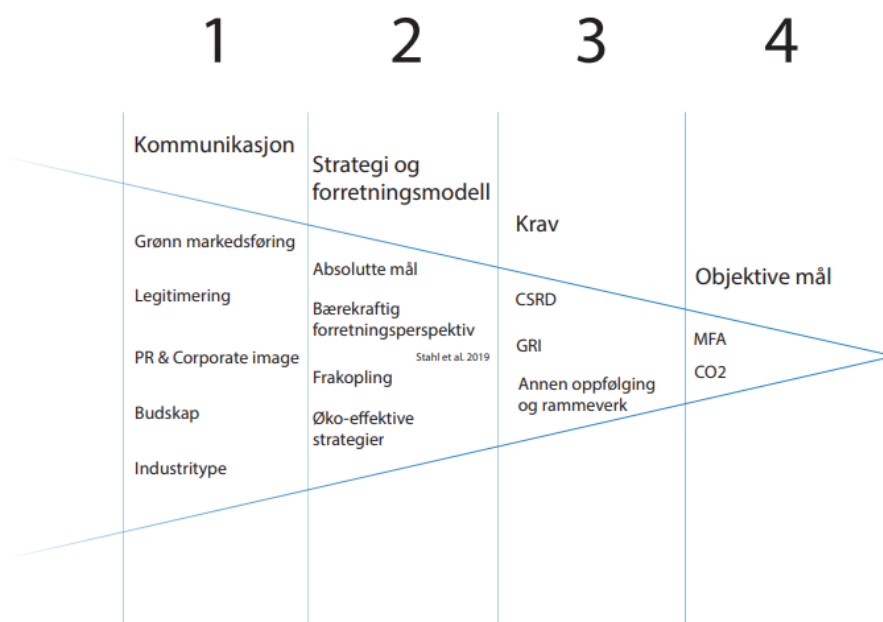 1
2
3
4
Kommunikasjon
Grønn markedsføring
Legitimering
PR & Corporate image
Budskap
Industritype
Strategi og
forretningsmodell
Absolutte mål
Bærekraftig
forretningsperspektiv
Stahl et al. 2019
Frakopling
Øko-effektive
strategier
Krav
CSRD
GRI
Annen oppfølging
og rammeverk
Objektive mål
MFA
CO2